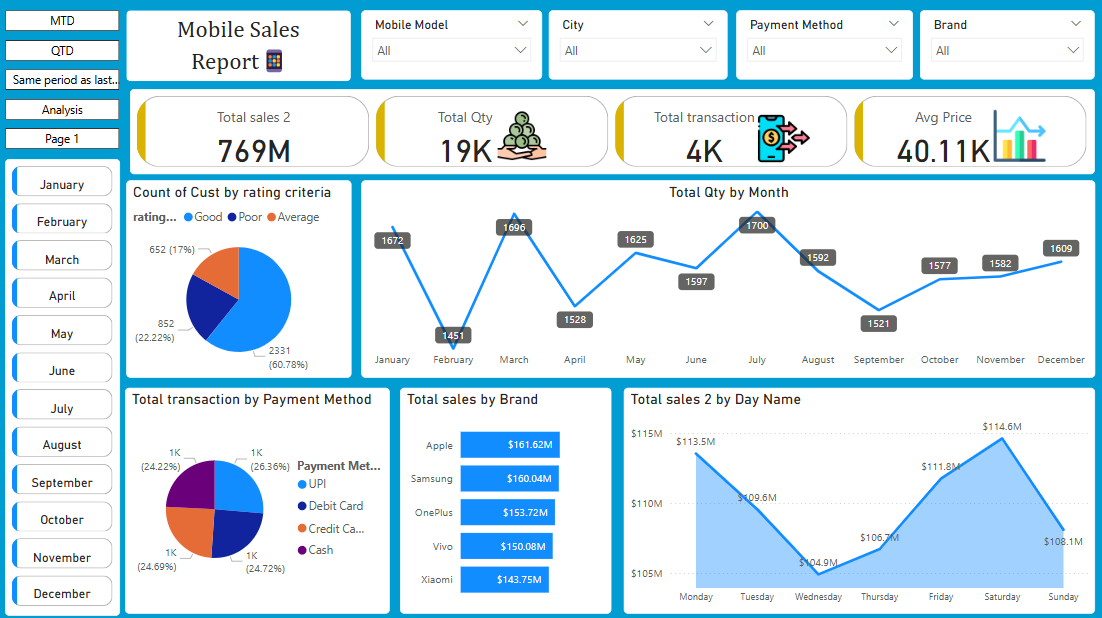 MTD
QTD
Same period as last...
Analysis
Page 1
January
February
March
April
May
June
July
August
September
October
November
December
Mobile Sales
Report
Mobile Model
All
City
All
Payment Method
All
Brand
All
Total sales 2
769M
Total Qty
19K
Total transaction
4K
Avg Price
40.11K
Count of Cust by rating criteria
rating... Good Poor Average
652 (17%)
852
(22.22%)
2331
(60.78%)
Total Qty by Month
1672
1451
1696
1528
1625
1597
1700
1592
1521
1577
1582
1609
January February March April May June July August September October November December
Total transaction by Payment Method
1K
(24.22%)
1K
(26.36%)
1K
(24.69%)
1K
(24.72%)
Payment Met...
UPI
Debit Card
Credit Ca...
Cash
Total sales by Brand
Apple $161.62M
Samsung $160.04M
OnePlus $153.72M
Vivo $150.08M
Xiaomi $143.75M
Total sales 2 by Day Name
$115M
$110M
$105M
$113.5M
$109.6M
$104.9M
$106.7M
$111.8M
$114.6M
$108.1M
Monday Tuesday Wednesday Thursday Friday Saturday Sunday